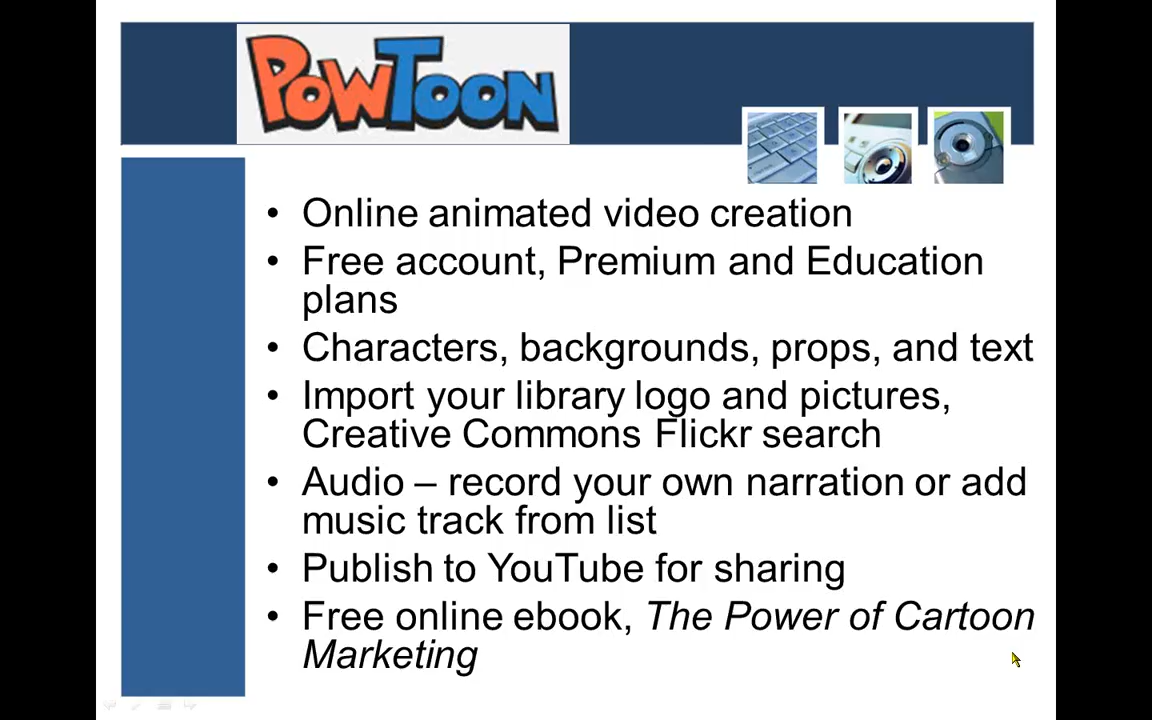 PowToon
• Online animated video creation
• Free account, Premium and Education
plans
• Characters, backgrounds, props, and text
• Import your library logo and pictures,
Creative Commons Flickr search
• Audio – record your own narration or add
music track from list
• Publish to YouTube for sharing
• Free online ebook, The Power of Cartoon
Marketing